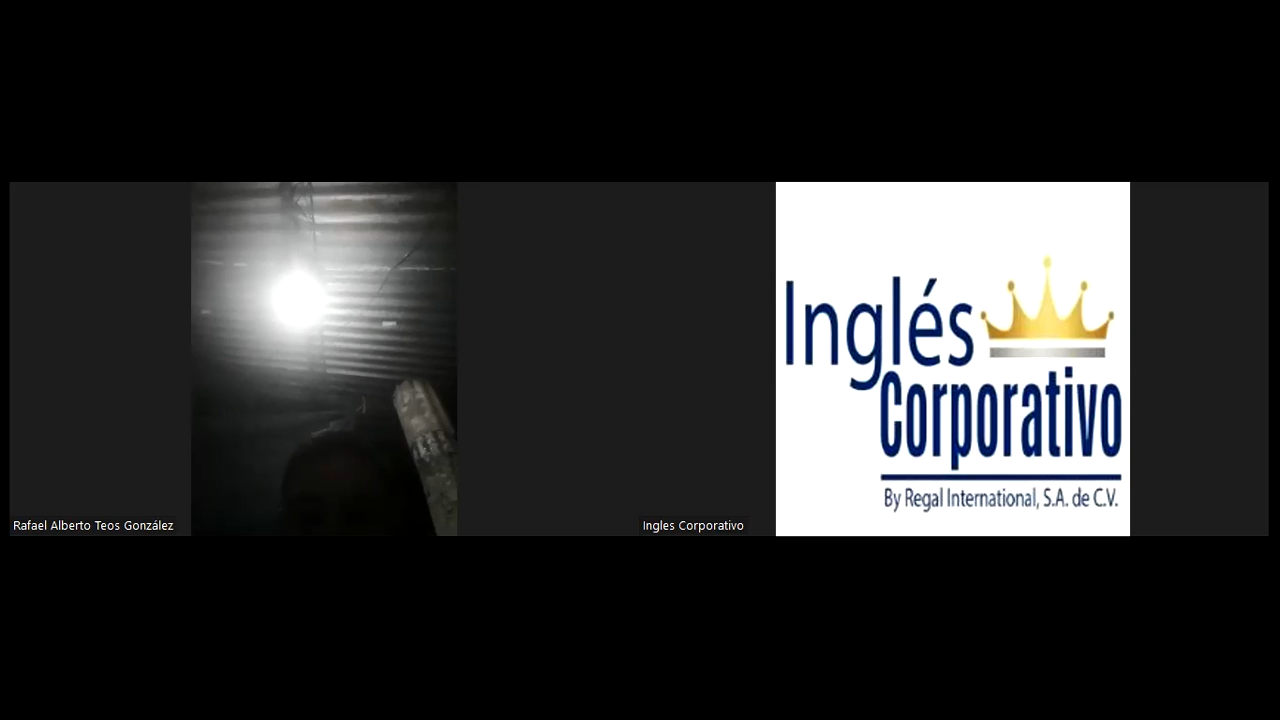 Inglés
Corporativo
By Regal International, S.A. de C.V.
Rafael Alberto Teos González
Ingles Corporativo